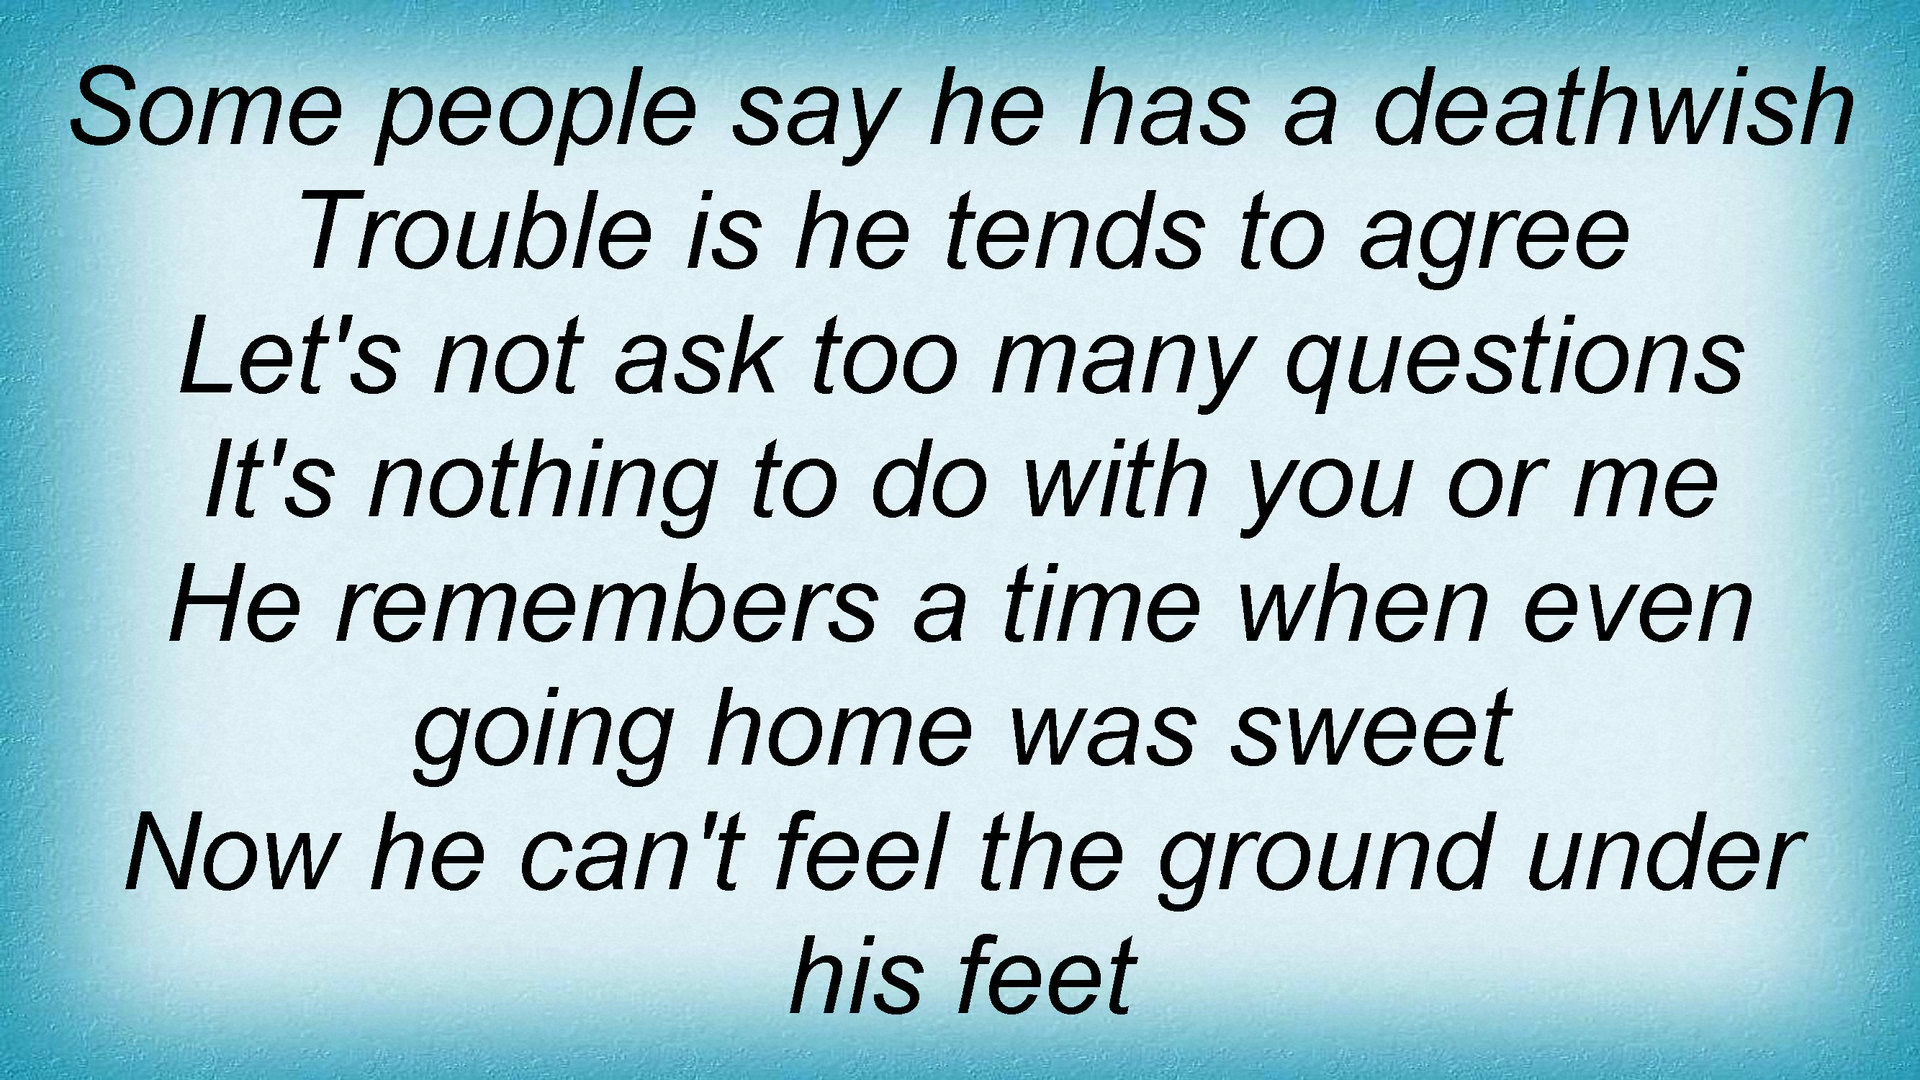 Some people say he has a deathwish
Trouble is he tends to agree
Let's not ask too many questions
It's nothing to do with you or me
He remembers a time when even
going home was sweet
Now he can't feel the ground under
his feet